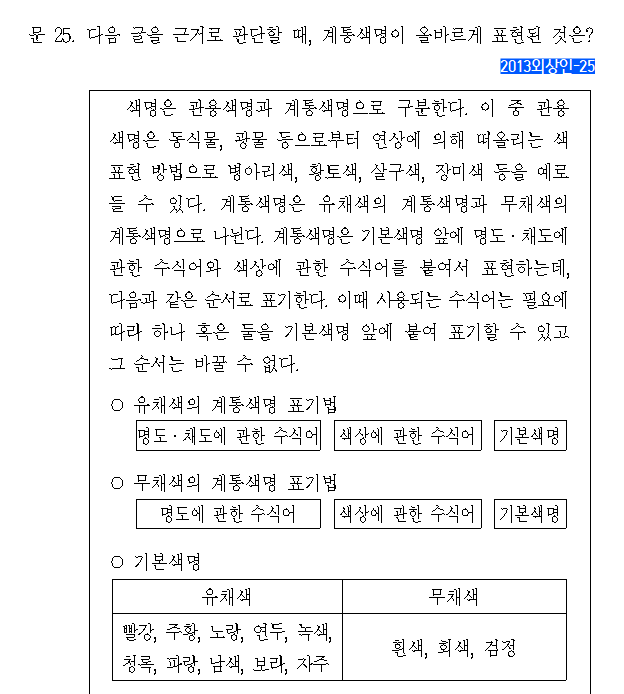 문 25. 다음 글을 근거로 판단할 때, 계통색명이 올바르게 표현된 것은?
2013외상인-25
색명은 관용색명과 계통색명으로 구분한다. 이 중 관용
색명은 동식물, 광물 등으로부터 연상에 의해 떠올리는 색
표현 방법으로 병아리색, 황토색, 살구색, 장미색 등을 예로
들 수 있다. 계통색명은 유채색의 계통색명과 무채색의
계통색명으로 나뉜다. 계통색명은 기본색명 앞에 명도·채도에
관한 수식어와 색상에 관한 수식어를 붙여서 표현하는데,
다음과 같은 순서로 표기한다. 이때 사용되는 수식어는 필요에
따라 하나 혹은 둘을 기본색명 앞에 붙여 표기할 수 있고
그 순서는 바꿀 수 없다.
○ 유채색의 계통색명 표기법
명도·채도에 관한 수식어 색상에 관한 수식어 기본색명
○ 무채색의 계통색명 표기법
명도에 관한 수식어 색상에 관한 수식어 기본색명
○ 기본색명
유채색 무채색
빨강, 주황, 노랑, 연두, 녹색,
청록, 파랑, 남색, 보라, 자주
흰색, 회색, 검정